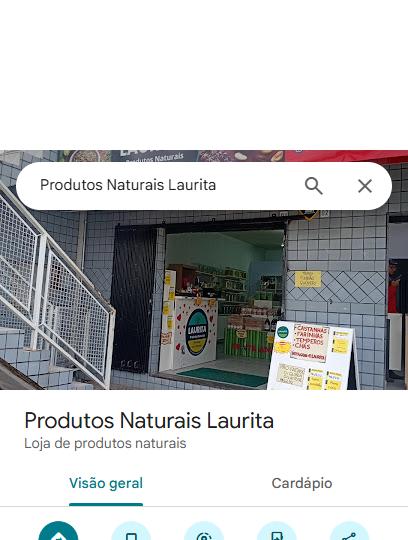 Produtos Naturais
Produtos Naturais Laurita
LAURITA
• CASTANHAS
• FARINHAS
• TEMPEROS
• CHÁS
Produtos Naturais Laurita
Loja de produtos naturais
Visão geral
Cardápio